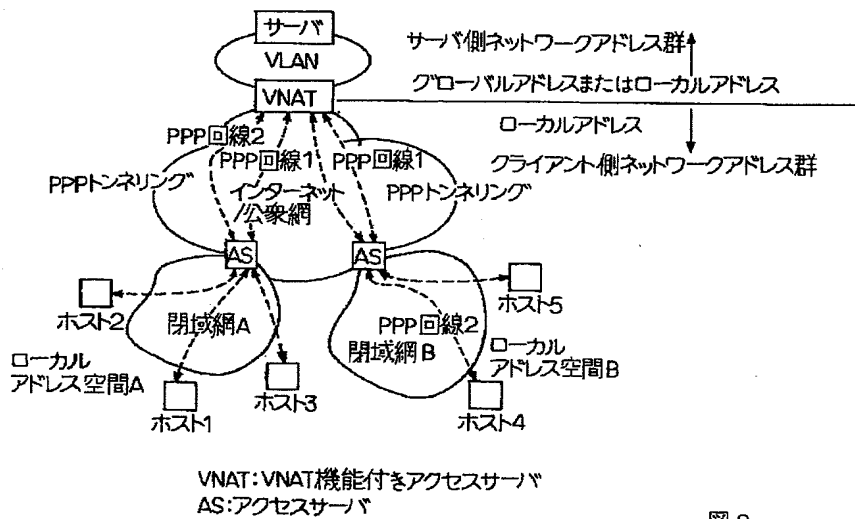 サーバ
サーバ側ネットワークアドレス群
VLAN
グローバルアドレスまたはローカルアドレス
VNAT
ローカルアドレス
PPP回線2
PPP回線1
PPP回線1
クライアント側ネットワークアドレス群
PPPトンネリング
インターネット
/公衆網
PPPトンネリング
AS
AS
ホスト2
閉域網A
PPP回線2
閉域網B
ホスト5
ローカル
アドレス空間A
ローカル
アドレス空間B
ホスト1
ホスト3
ホスト4
VNAT:VNAT機能付きアクセスサーバ
AS:アクセスサーバ